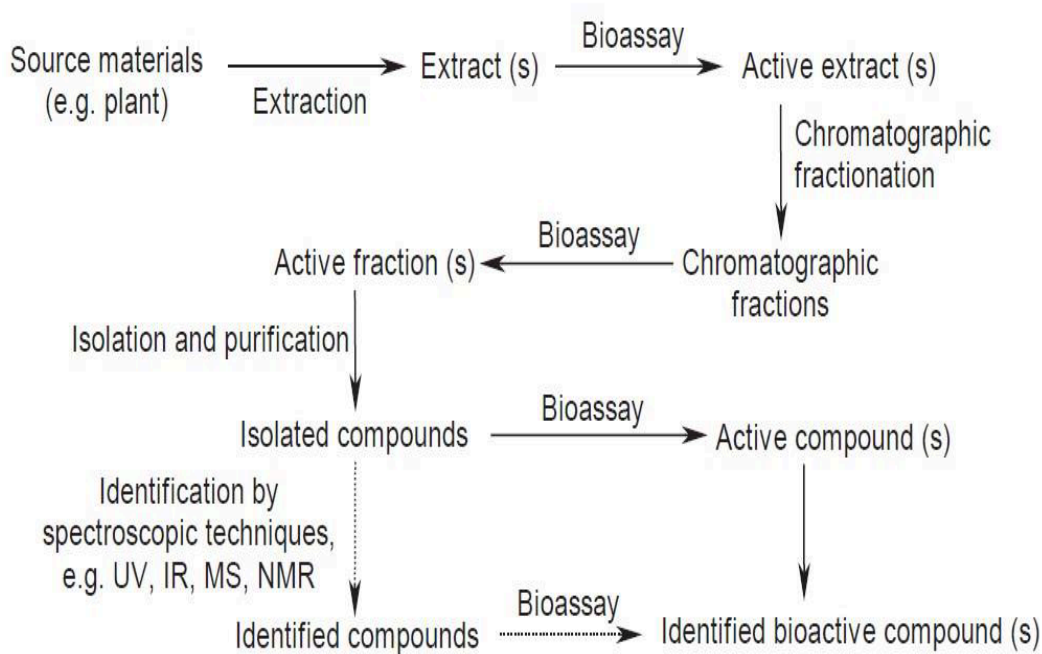 Source materials
(e.g. plant)
Extraction
Extract (s)
Bioassay
Active extract (s)
Chromatographic
fractionation
Chromatographic
fractions
Bioassay
Active fraction (s)
Isolation and purification
Isolated compounds
Bioassay
Active compound (s)
Identification by
spectroscopic techniques,
e.g. UV, IR, MS, NMR
Identified compounds
Bioassay
Identified bioactive compound (s)